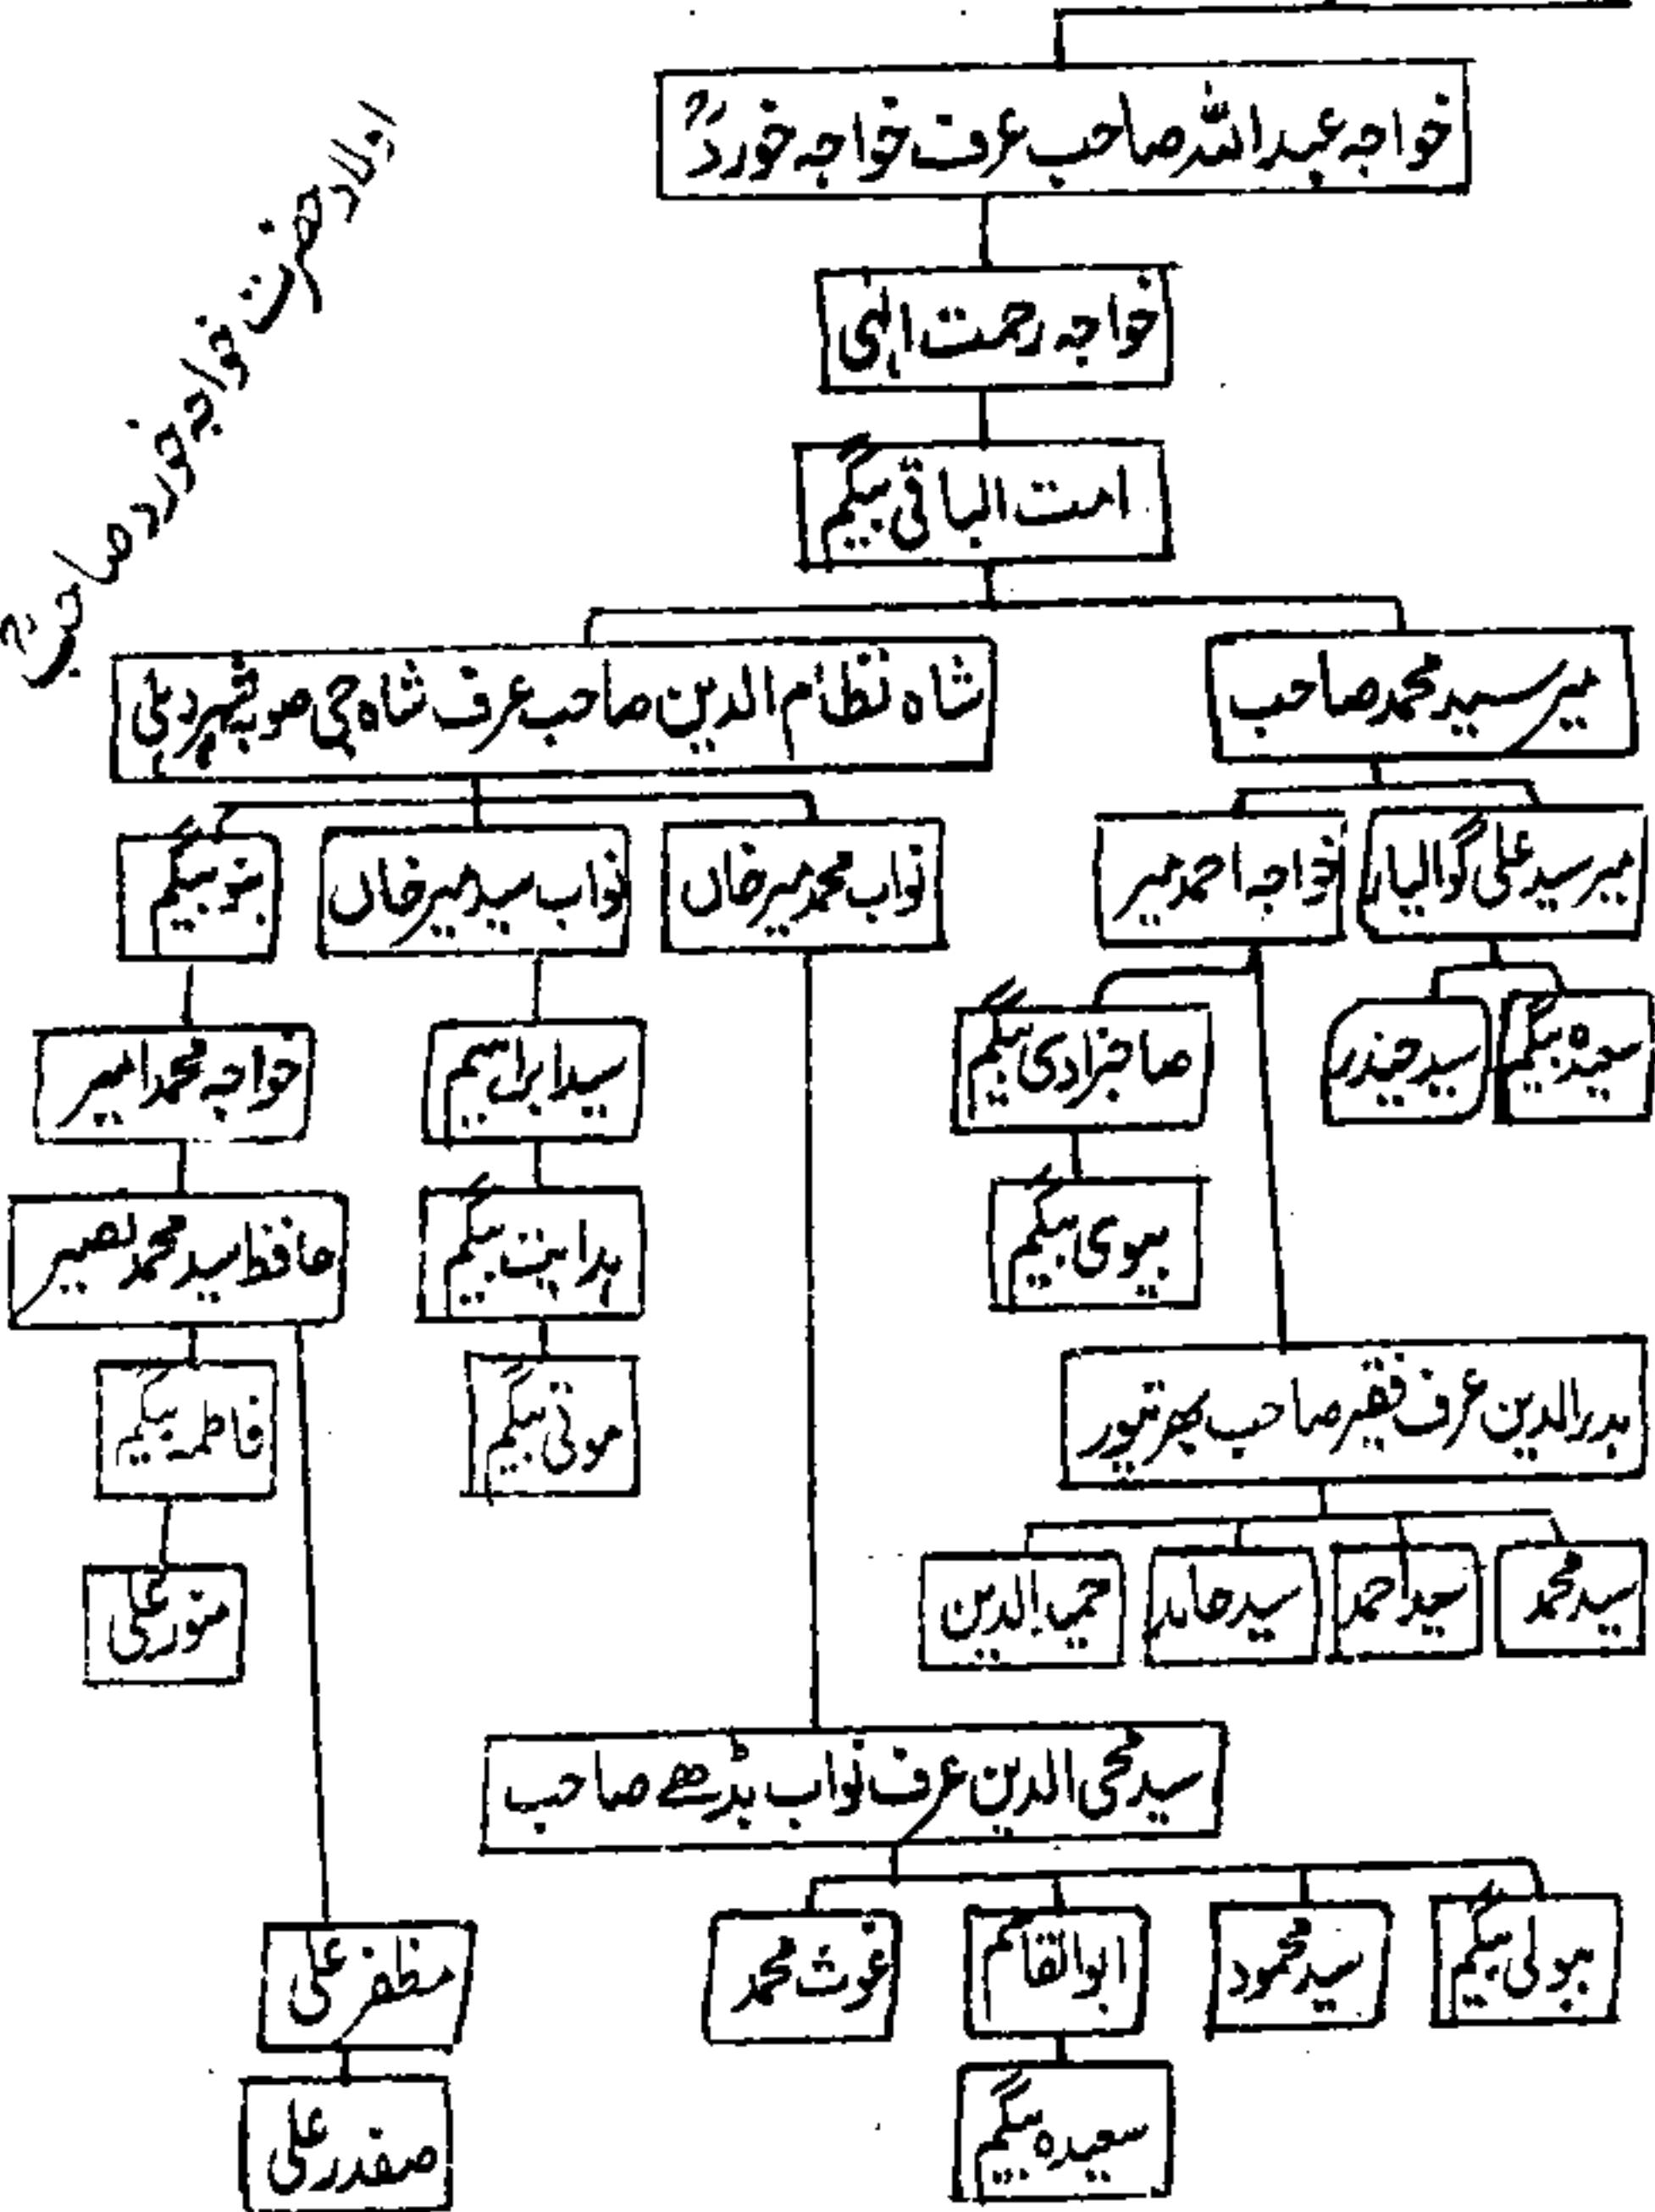 خواجہ عبداللہ صاحب عرف خواجہ خوردؒ
اولاد حضرت خواجہ خورد صاحبؒ
خواجہ رحمت الٰہی
امت الباقی بیگم
میر سید محمد صاحب
شاہ نظام الدین صاحب عرف شاہ جی صوبہ شہر دہلی
میر سید علی گوالیار
خواجہ احمد میر
نواب محمد میر خاں
نواب سید میر خاں
بنو بیگم
سیدہ بیگم
سید حیدر
صاحبزادی بیگم
سید ابراہیم
خواجہ محمد امیر
بیوی بیگم
ہدایت بیگم
حافظ سید محمد نصیر
بدرالدین عرف فقیر صاحب بھرتپور
موتی بیگم
فاطمہ بیگم
سید محمد
سید احمد
سید حامد
حمید الدین
منور علی
سید محی الدین عرف نواب بڈھے صاحب
ببولی بیگم
سید محمود
ابوالقاسم
غوث محمد
مظفر علی
سعیدہ بیگم
صفدر علی